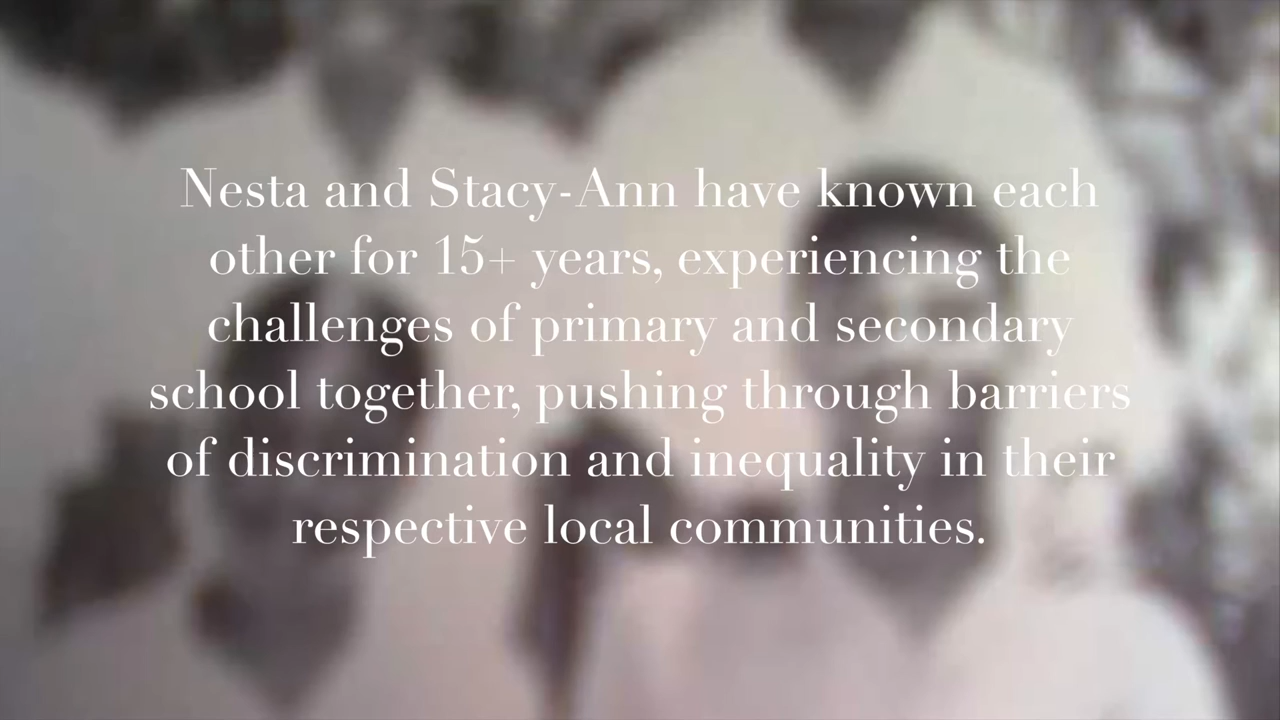 Nesta and Stacy-Ann have known each
other for 15+ years, experiencing the
challenges of primary and secondary
school together, pushing through barriers
of discrimination and inequality in their
respective local communities.